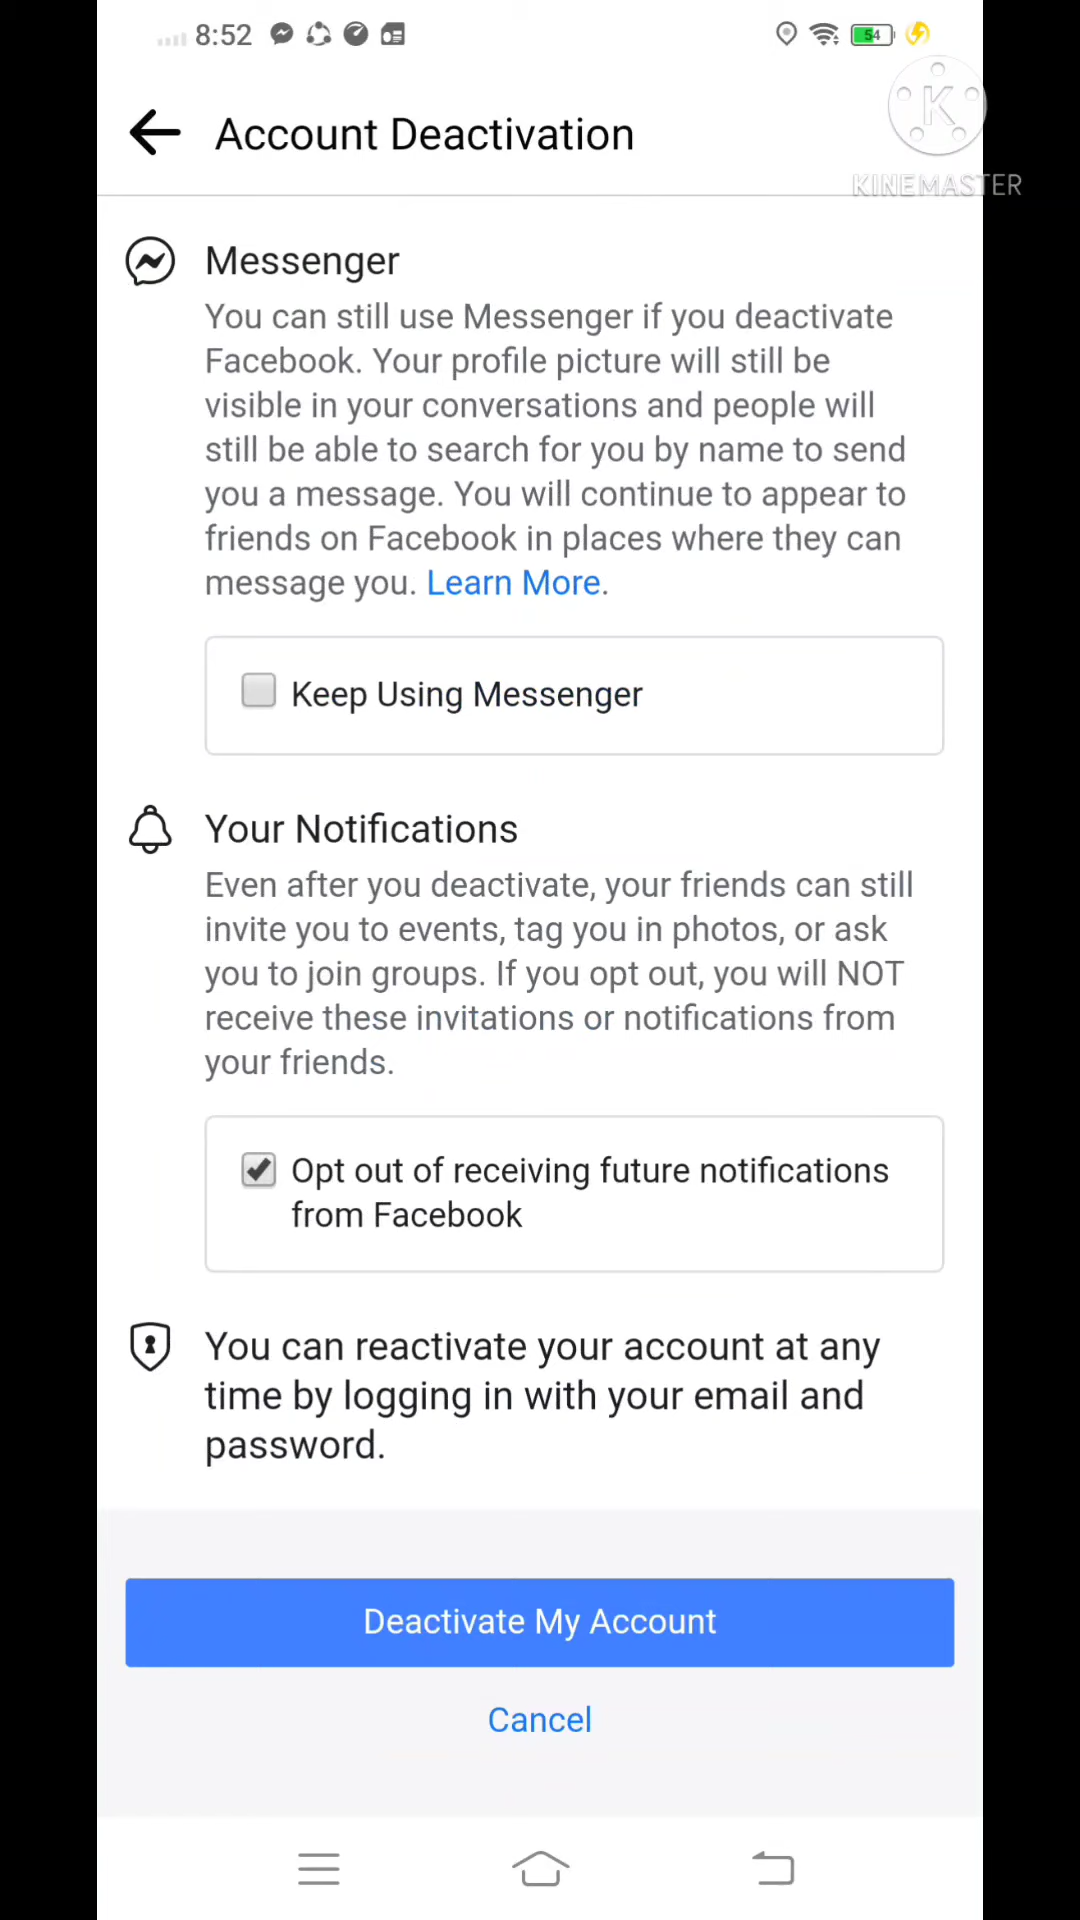 8:52
54
Account Deactivation
K
KINEMASTER
Messenger
You can still use Messenger if you deactivate
Facebook. Your profile picture will still be
visible in your conversations and people will
still be able to search for you by name to send
you a message. You will continue to appear to
friends on Facebook in places where they can
message you. Learn More.
Keep Using Messenger
Your Notifications
Even after you deactivate, your friends can still
invite you to events, tag you in photos, or ask
you to join groups. If you opt out, you will NOT
receive these invitations or notifications from
your friends.
Opt out of receiving future notifications
from Facebook
You can reactivate your account at any
time by logging in with your email and
password.
Deactivate My Account
Cancel